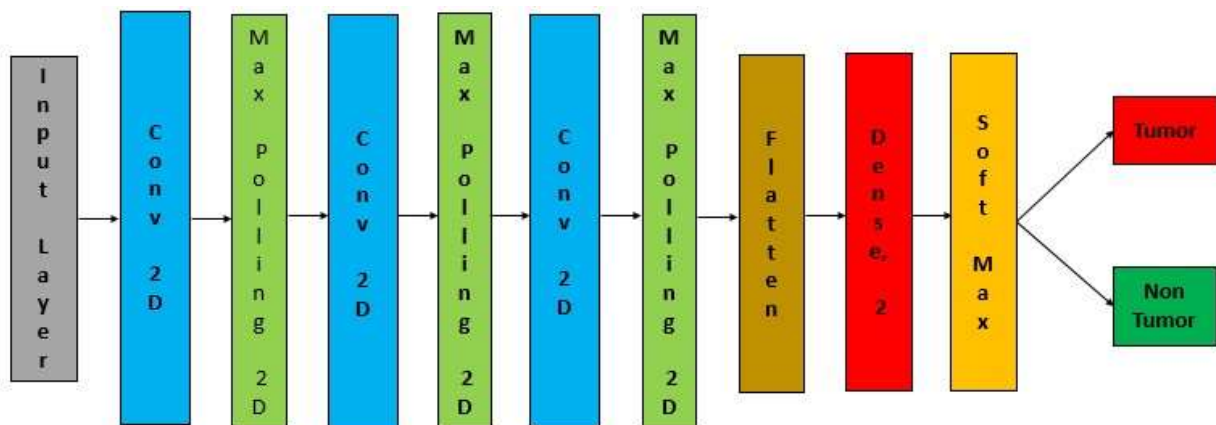 Input Layer
Conv 2D
Max Polling 2D
Conv 2D
Max Polling 2D
Conv 2D
Max Polling 2D
Flatten
Dense, 2
Soft Max
Tumor
Non
Tumor